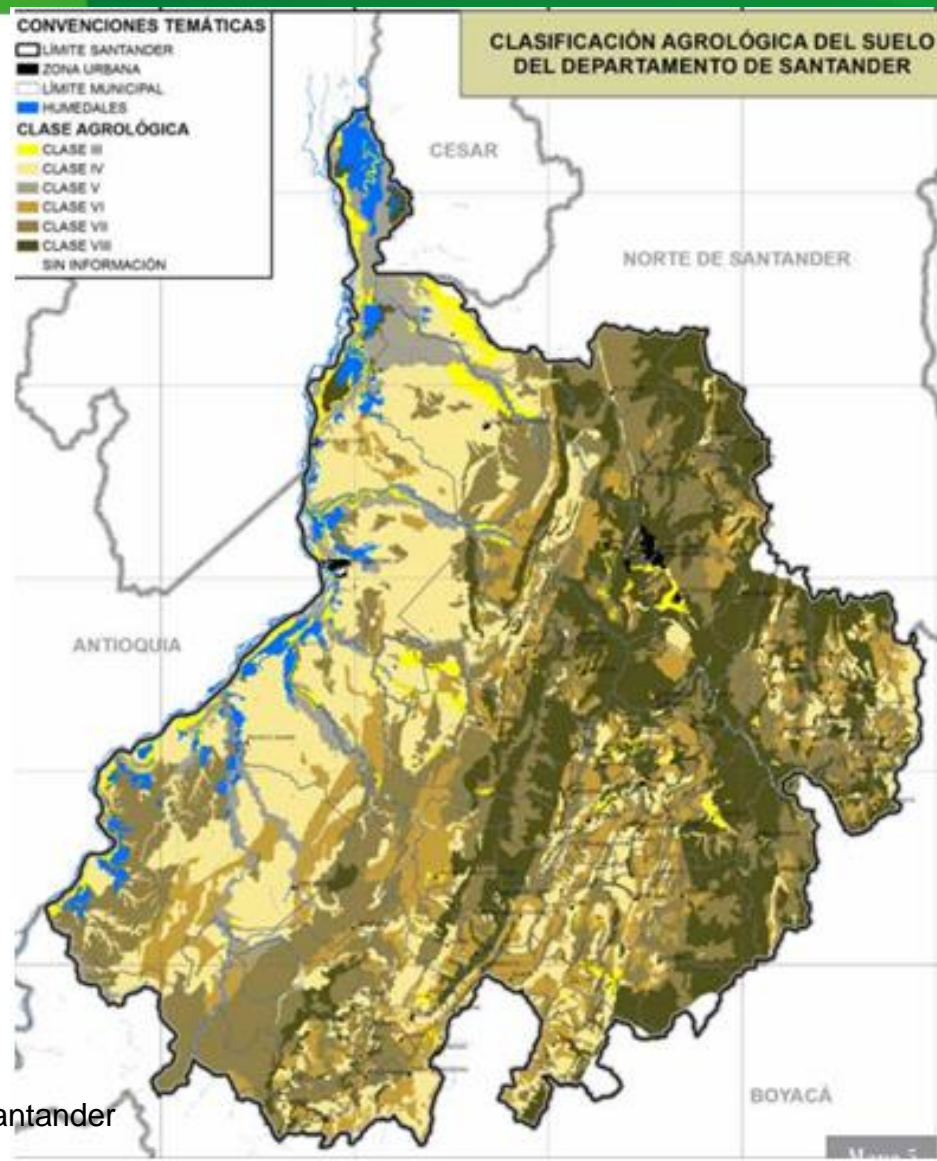 CONVENCIONES TEMÁTICAS
LÍMITE SANTANDER
ZONA URBANA
LÍMITE MUNICIPAL
HUMEDALES
CLASE AGROLÓGICA
CLASE III
CLASE IV
CLASE V
CLASE VI
CLASE VII
CLASE VIII
SIN INFORMACIÓN
CLASIFICACIÓN AGROLÓGICA DEL SUELO
DEL DEPARTAMENTO DE SANTANDER
CESAR
NORTE DE SANTANDER
ANTIOQUIA
BOYACÁ
antander
Mapa 5